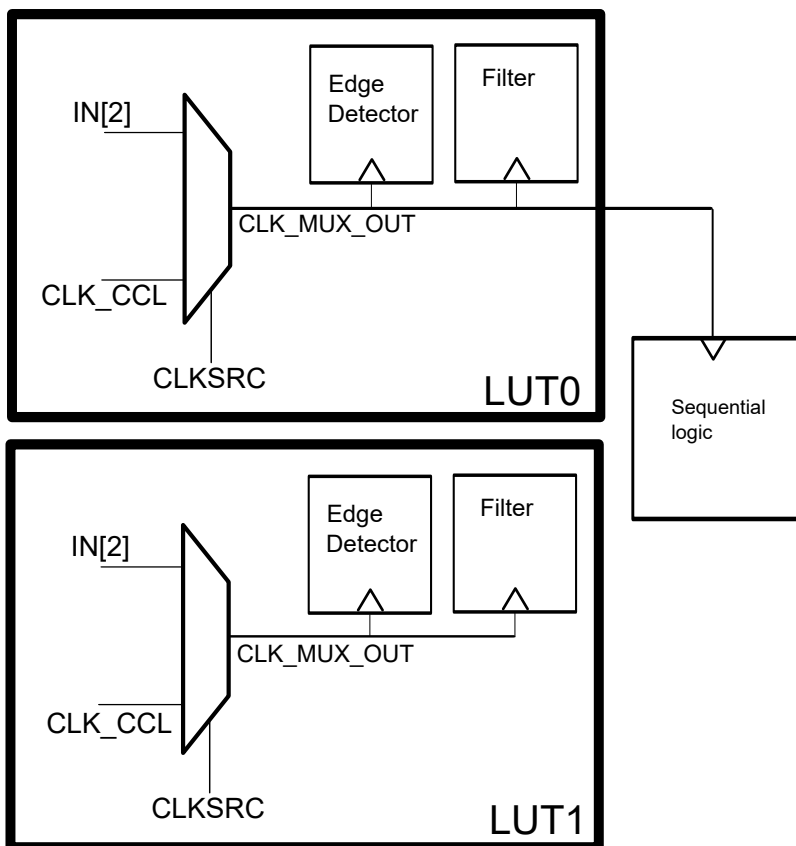 Edge
Detector
Filter
IN[2]
CLK_MUX_OUT
CLK_CCL
CLKSRC
LUT0
Sequential
logic
Edge
Detector
Filter
IN[2]
CLK_MUX_OUT
CLK_CCL
CLKSRC
LUT1